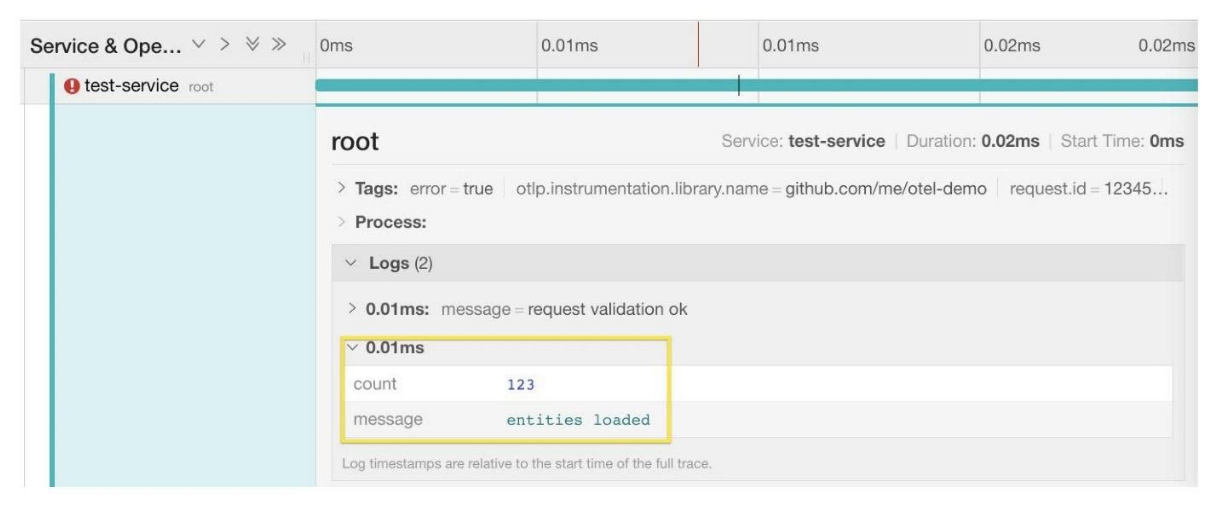 Service & Ope... 0ms 0.01ms 0.01ms 0.02ms 0.02ms
test-service root
root Service: test-service | Duration: 0.02ms | Start Time: 0ms
> Tags: error = true | otlp.instrumentation.library.name = github.com/me/otel-demo | request.id = 12345...
> Process:
Logs (2)
> 0.01ms: message = request validation ok
0.01ms
count 123
message entities loaded
Log timestamps are relative to the start time of the full trace.